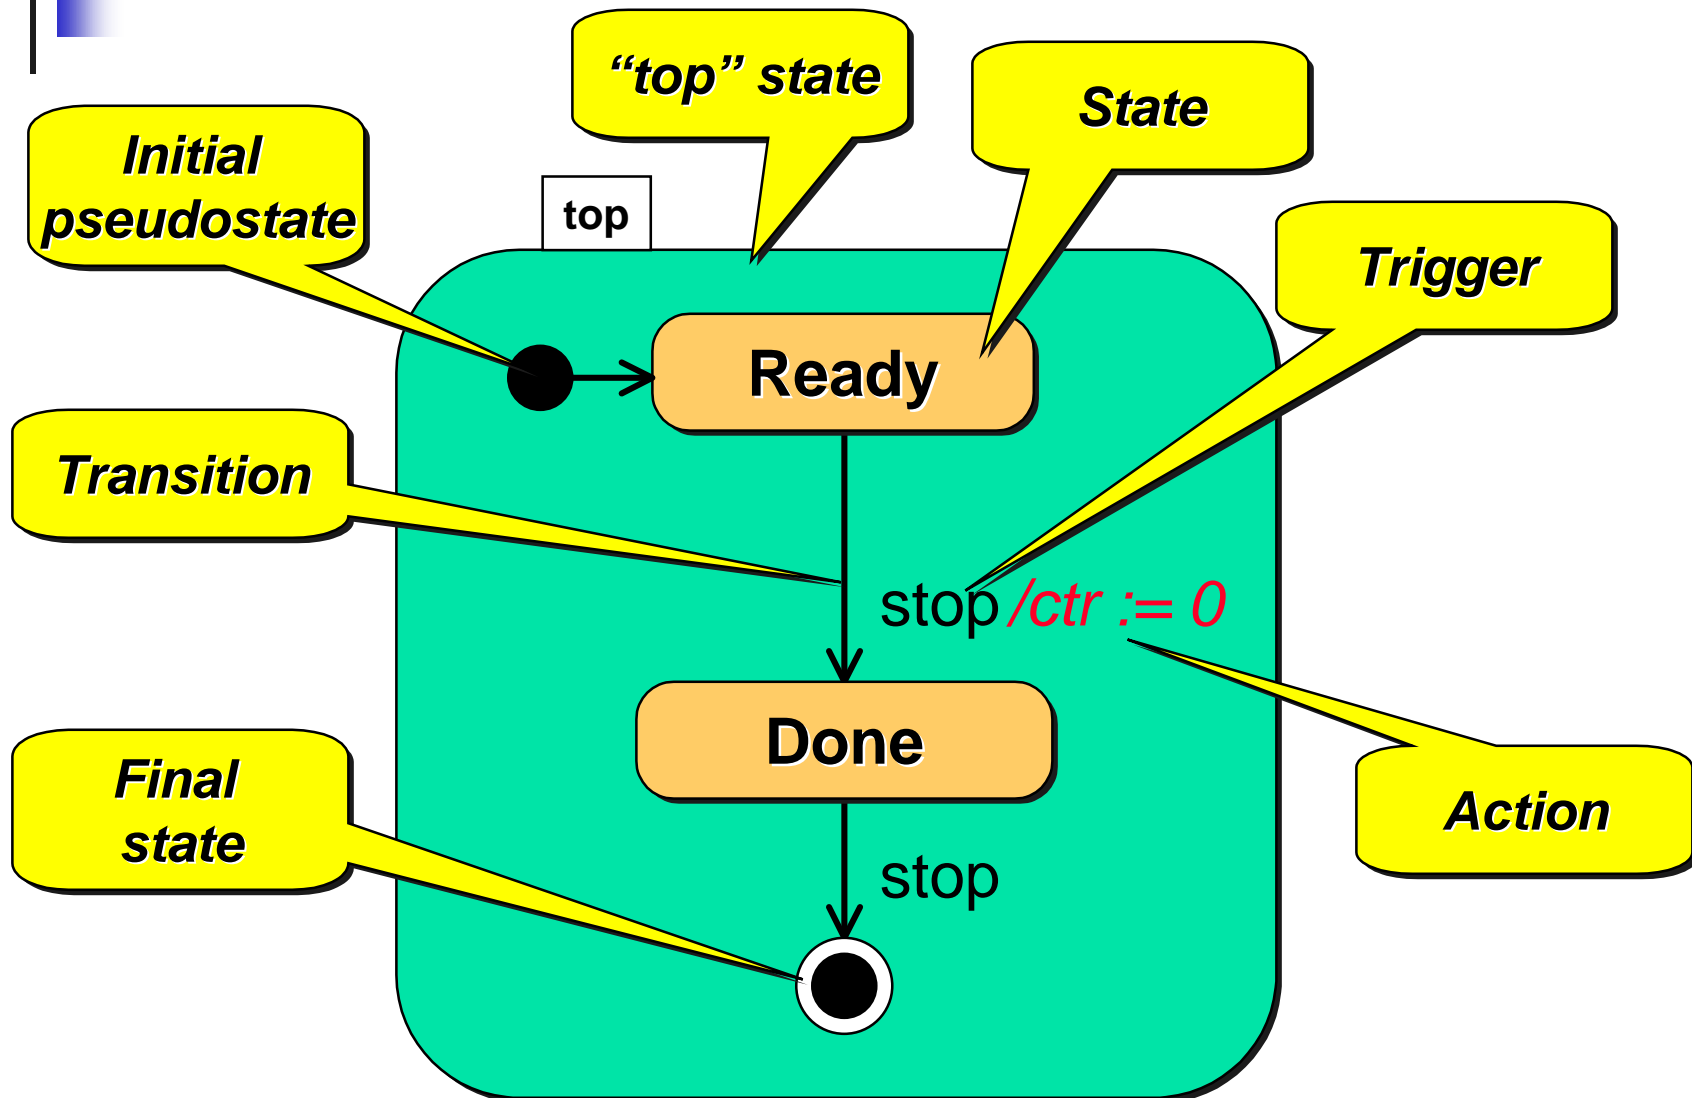 “top” state
State
Initial
pseudostate
top
Trigger
Ready
Transition
stop /ctr := 0
Done
Final
state
Action
stop